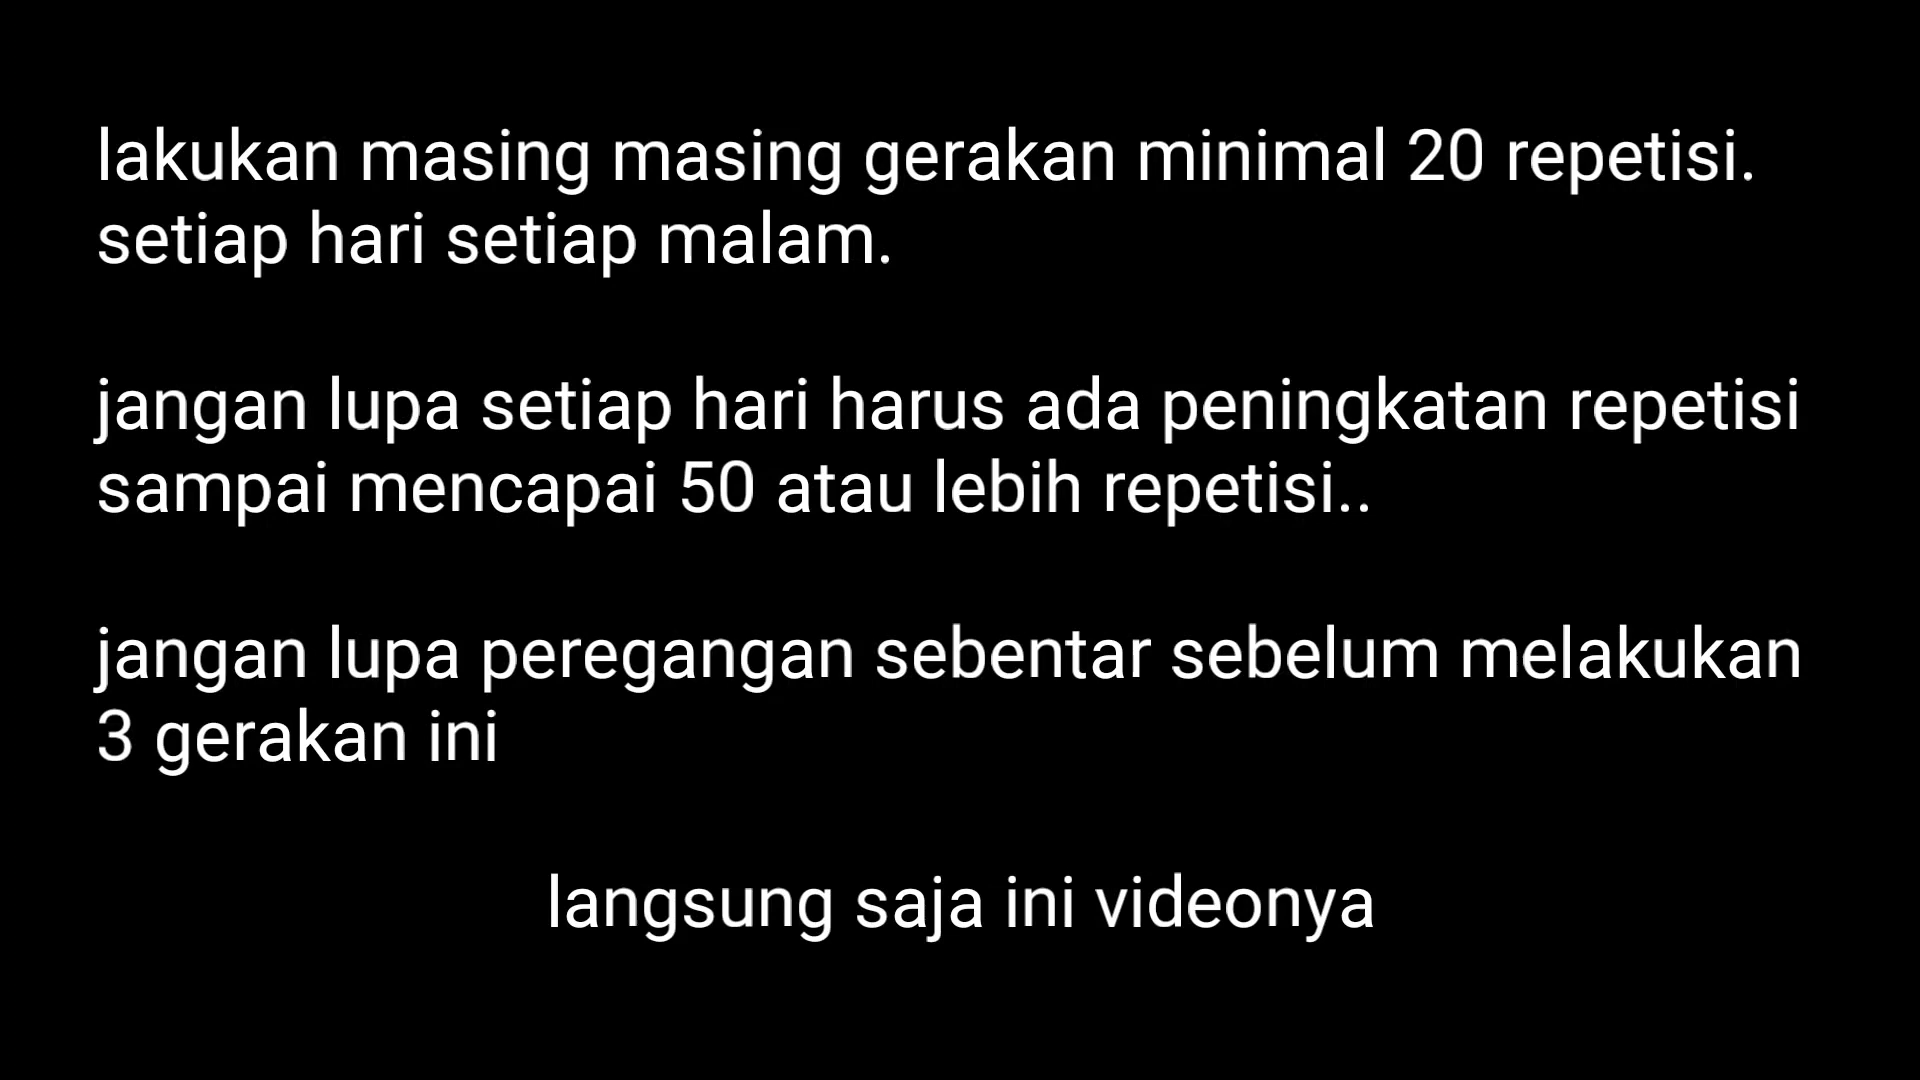 lakukan masing masing gerakan minimal 20 repetisi.
setiap hari setiap malam.
jangan lupa setiap hari harus ada peningkatan repetisi
sampai mencapai 50 atau lebih repetisi..
jangan lupa peregangan sebentar sebelum melakukan
3 gerakan ini
langsung saja ini videonya